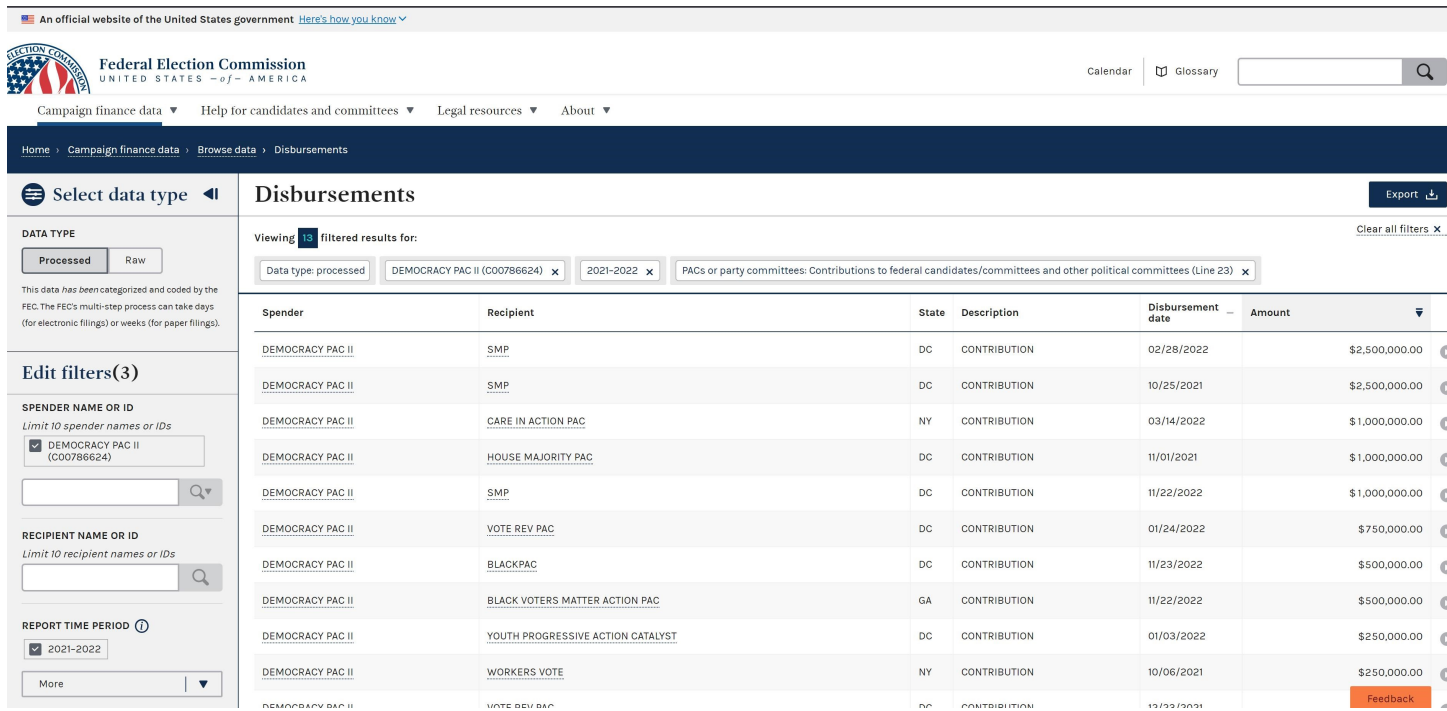 An official website of the United States government Here's how you know
ELECTION COMMISSION
Federal Election Commission
UNITED STATES – of – AMERICA
Calendar
Glossary
Campaign finance data
Help for candidates and committees
Legal resources
About
Home › Campaign finance data › Browse data › Disbursements
Select data type
DATA TYPE
Processed Raw
This data has been categorized and coded by the
FEC. The FEC's multi-step process can take days
(for electronic filings) or weeks (for paper filings).
Edit filters(3)
SPENDER NAME OR ID
Limit 10 spender names or IDs
DEMOCRACY PAC II
(C00786624)
RECIPIENT NAME OR ID
Limit 10 recipient names or IDs
REPORT TIME PERIOD
2021–2022
More
Disbursements
Export
Viewing 13 filtered results for:
Clear all filters x
Data type: processed DEMOCRACY PAC II (C00786624) x 2021–2022 x PACs or party committees: Contributions to federal candidates/committees and other political committees (Line 23) x
Spender Recipient State Description Disbursement date Amount
DEMOCRACY PAC II SMP DC CONTRIBUTION 02/28/2022 $2,500,000.00
DEMOCRACY PAC II SMP DC CONTRIBUTION 10/25/2021 $2,500,000.00
DEMOCRACY PAC II CARE IN ACTION PAC NY CONTRIBUTION 03/14/2022 $1,000,000.00
DEMOCRACY PAC II HOUSE MAJORITY PAC DC CONTRIBUTION 11/01/2021 $1,000,000.00
DEMOCRACY PAC II SMP DC CONTRIBUTION 11/22/2022 $1,000,000.00
DEMOCRACY PAC II VOTE REV PAC DC CONTRIBUTION 01/24/2022 $750,000.00
DEMOCRACY PAC II BLACKPAC DC CONTRIBUTION 11/23/2022 $500,000.00
DEMOCRACY PAC II BLACK VOTERS MATTER ACTION PAC GA CONTRIBUTION 11/22/2022 $500,000.00
DEMOCRACY PAC II YOUTH PROGRESSIVE ACTION CATALYST DC CONTRIBUTION 01/03/2022 $250,000.00
DEMOCRACY PAC II WORKERS VOTE NY CONTRIBUTION 10/06/2021 $250,000.00
DEMOCRACY PAC II VOTE REV PAC DC CONTRIBUTION
Feedback